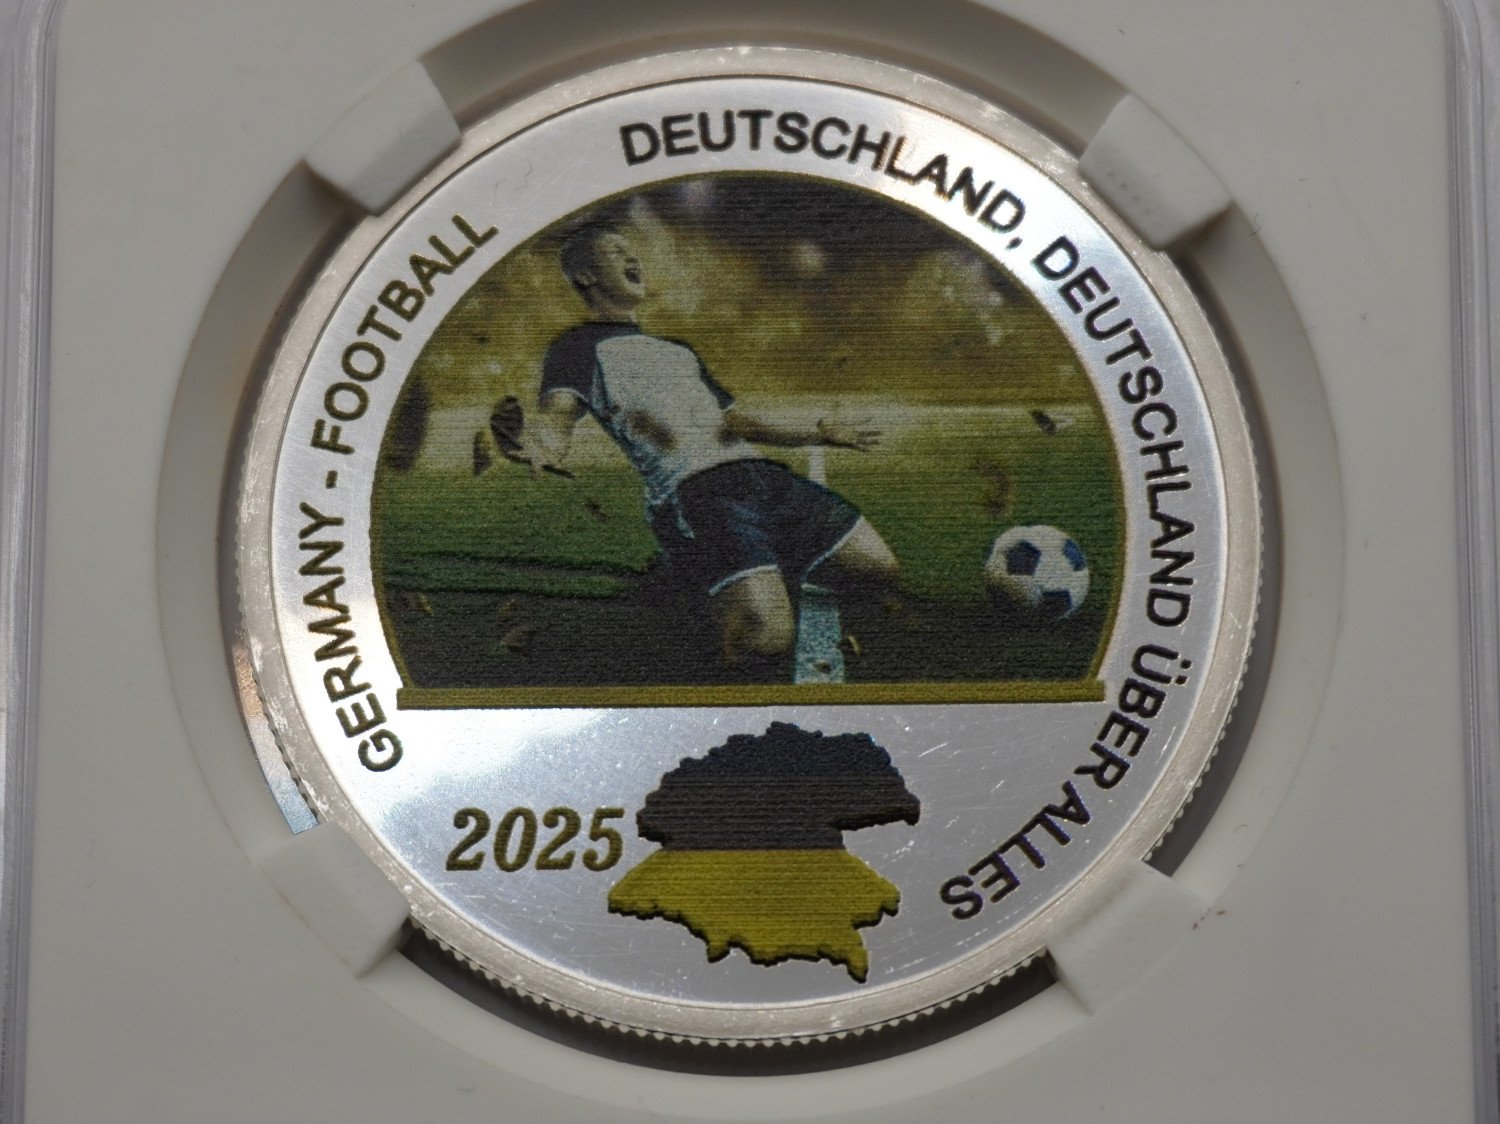 GERMANY - FOOTBALL
DEUTSCHLAND, DEUTSCHLAND ÜBER ALLES
2025